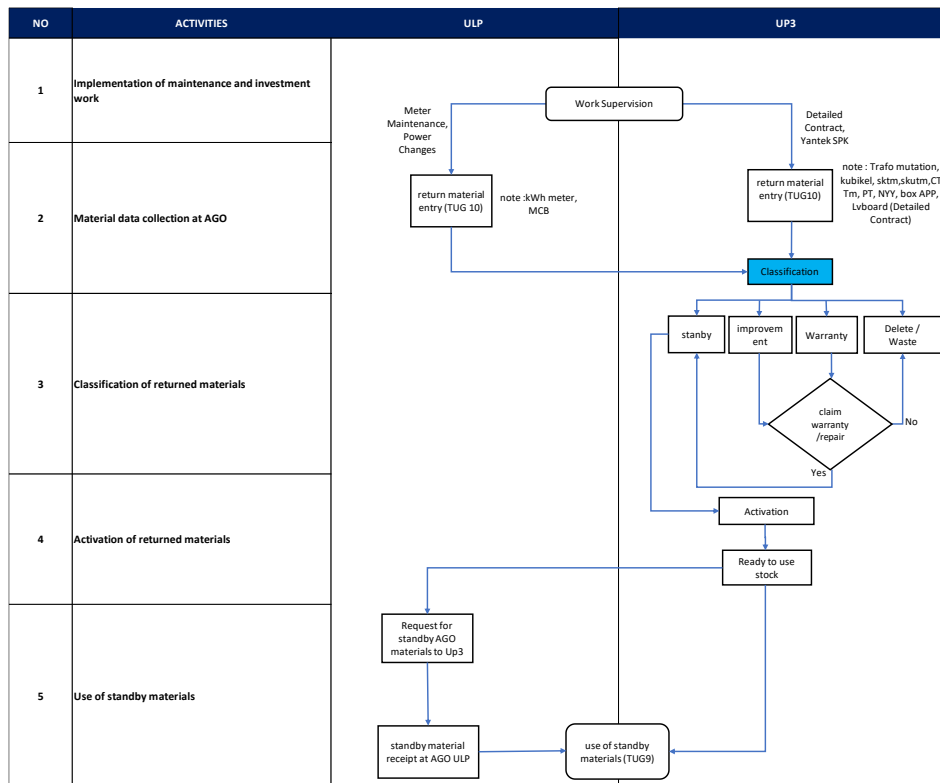 NO
ACTIVITIES
ULP
UP3
1
Implementation of maintenance and investment
work
Work Supervision
Meter
Maintenance,
Power
Changes
Detailed
Contract,
Yantek SPK
2
Material data collection at AGO
return material
entry (TUG 10)
note :kWh meter,
MCB
return material
entry (TUG10)
note : Trafo mutation,
kubikel, sktm,skutm,CT
Tm, PT, NYY, box APP,
Lvboard (Detailed
Contract)
Classification
3
Classification of returned materials
stanby
improvem
ent
Warranty
Delete /
Waste
claim
warranty
/repair
No
Yes
4
Activation of returned materials
Activation
Ready to use
stock
5
Use of standby materials
Request for
standby AGO
materials to Up3
standby material
receipt at AGO ULP
use of standby
materials (TUG9)